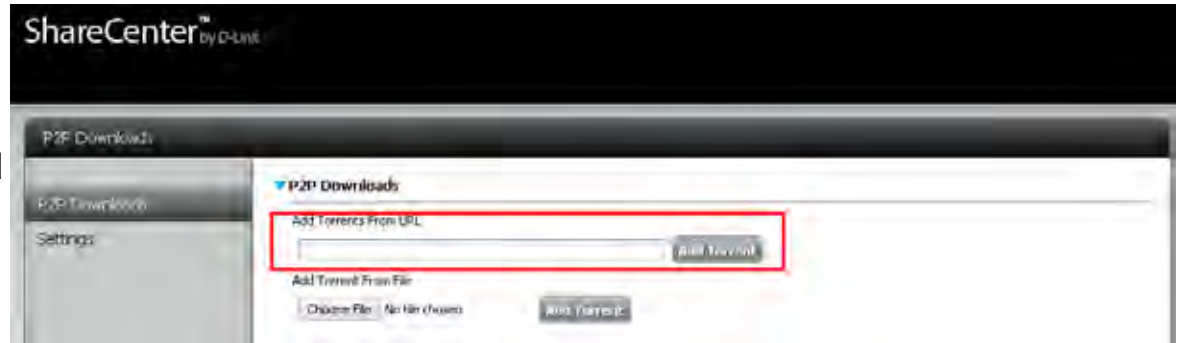 ShareCenter™ by D-Link
P2P Downloads
P2P Downloads
Settings
P2P Downloads
Add Torrents From URL
Add Torrent
Add Torrent From File
Choose File No file chosen
Add Torrent